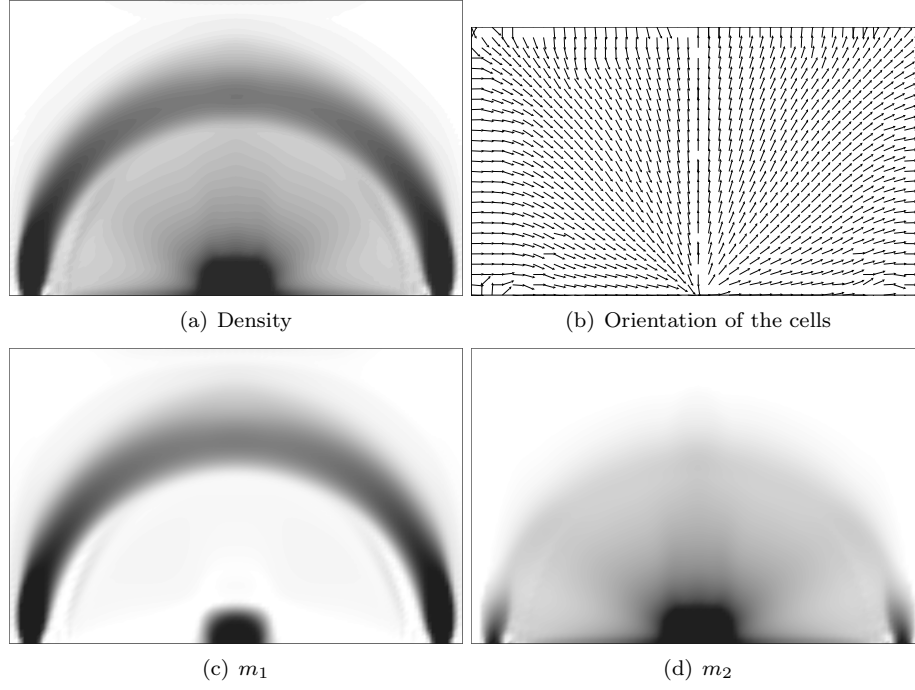 (a) Density
(b) Orientation of the cells
(c) m1
(d) m2